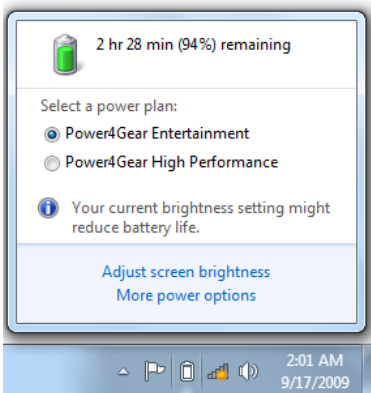 2 hr 28 min (94%) remaining
Select a power plan:
Power4Gear Entertainment
Power4Gear High Performance
Your current brightness setting might
reduce battery life.
Adjust screen brightness
More power options
2:01 AM
9/17/2009